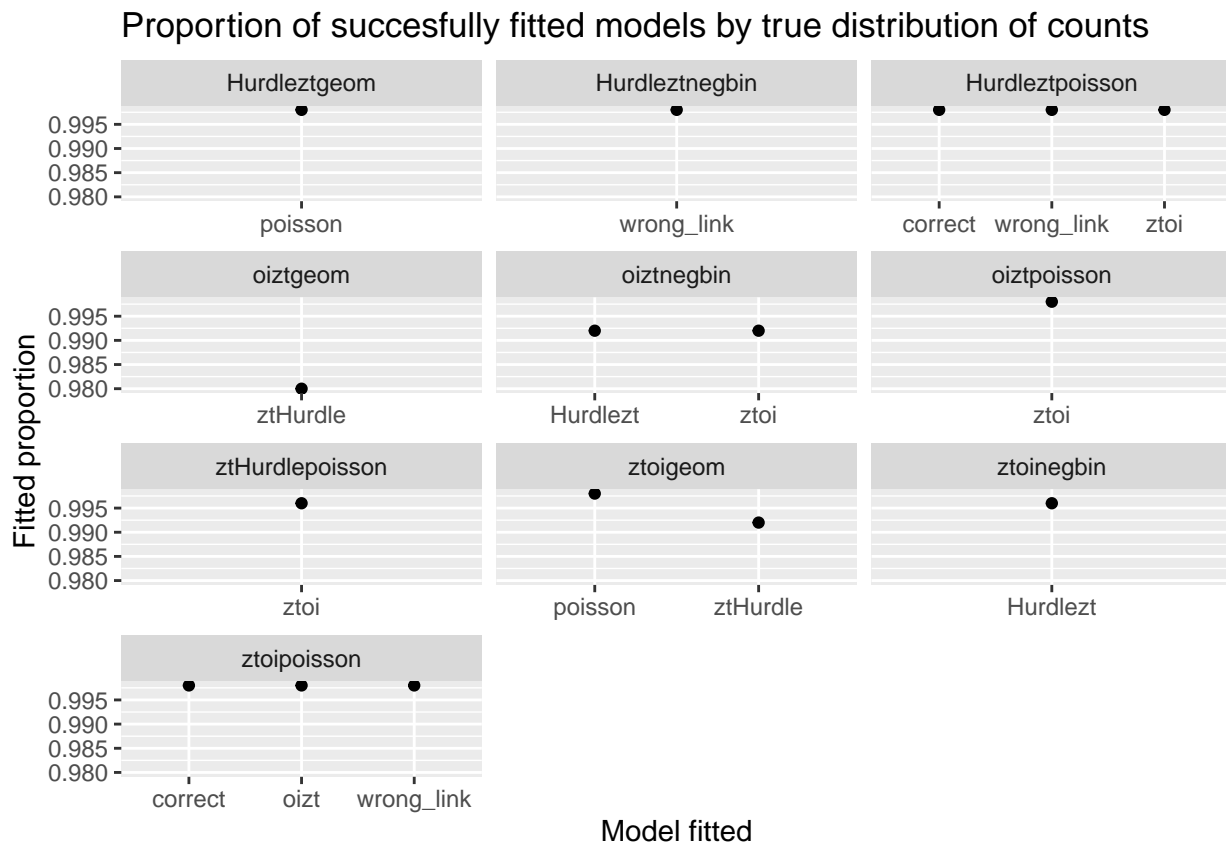 Proportion of succesfully fitted models by true distribution of counts
Hurdleztgeom Hurdleztnegbin Hurdleztpoisson
0.995
0.990
0.985
0.980
poisson wrong_link correct wrong_link ztoi
oiztgeom oiztnegbin oiztpoisson
0.995
0.990
0.985
0.980
ztHurdle Hurdlezt ztoi ztoi
ztHurdlepoisson ztoigeom ztoinegbin
0.995
0.990
0.985
0.980
ztoi poisson ztHurdle Hurdlezt
ztoipoisson
0.995
0.990
0.985
0.980
correct oizt wrong_link
Model fitted
Fitted proportion